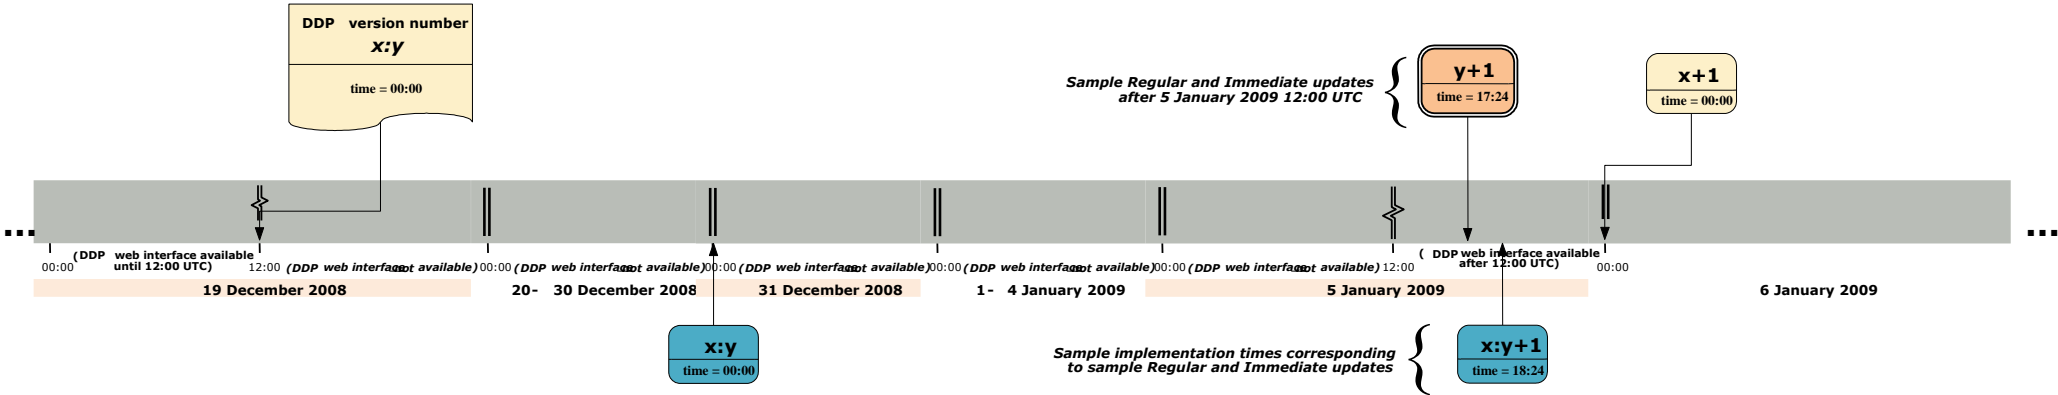 DDP version number
x:y
time = 00:00
Sample Regular and Immediate updates
after 5 January 2009 12:00 UTC
y+1
time = 17:24
x+1
time = 00:00
...
...
00:00
(DDP web interface available
until 12:00 UTC)
12:00
(DDP web interface not available)
00:00
(DDP web interface not available)
00:00
(DDP web interface not available)
00:00
(DDP web interface not available)
00:00
(DDP web interface not available)
12:00
( DDP web interface available
after 12:00 UTC)
00:00
19 December 2008
20- 30 December 2008
31 December 2008
1- 4 January 2009
5 January 2009
6 January 2009
x:y
time = 00:00
Sample implementation times corresponding
to sample Regular and Immediate updates
x:y+1
time = 18:24